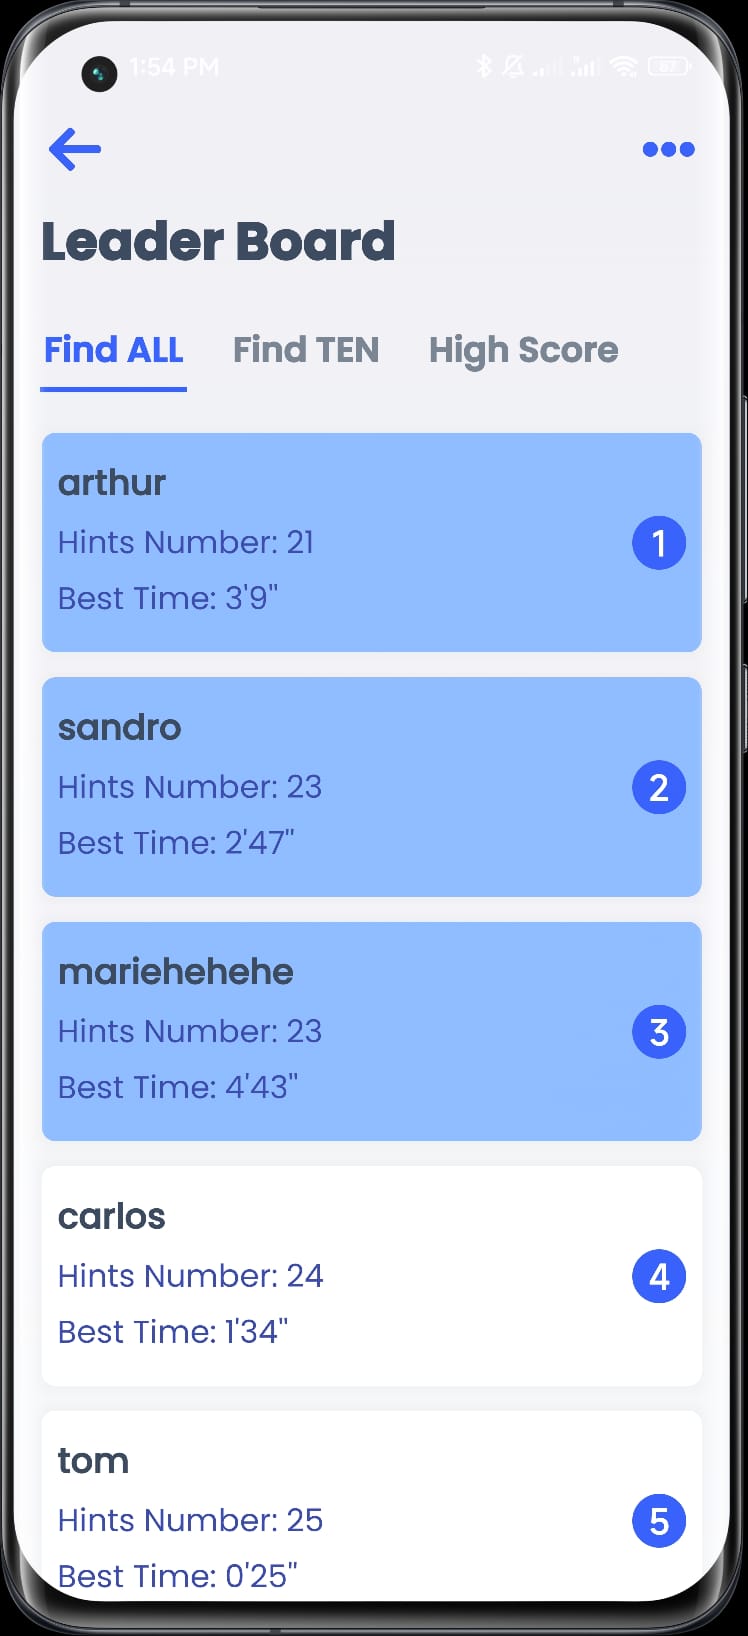 1:54 PM
87
Leader Board
Find ALL Find TEN High Score
arthur
Hints Number: 21
1
Best Time: 3'9"
sandro
Hints Number: 23
2
Best Time: 2'47"
mariehehehe
Hints Number: 23
3
Best Time: 4'43"
carlos
Hints Number: 24
4
Best Time: 1'34"
tom
Hints Number: 25
5
Best Time: 0'25"